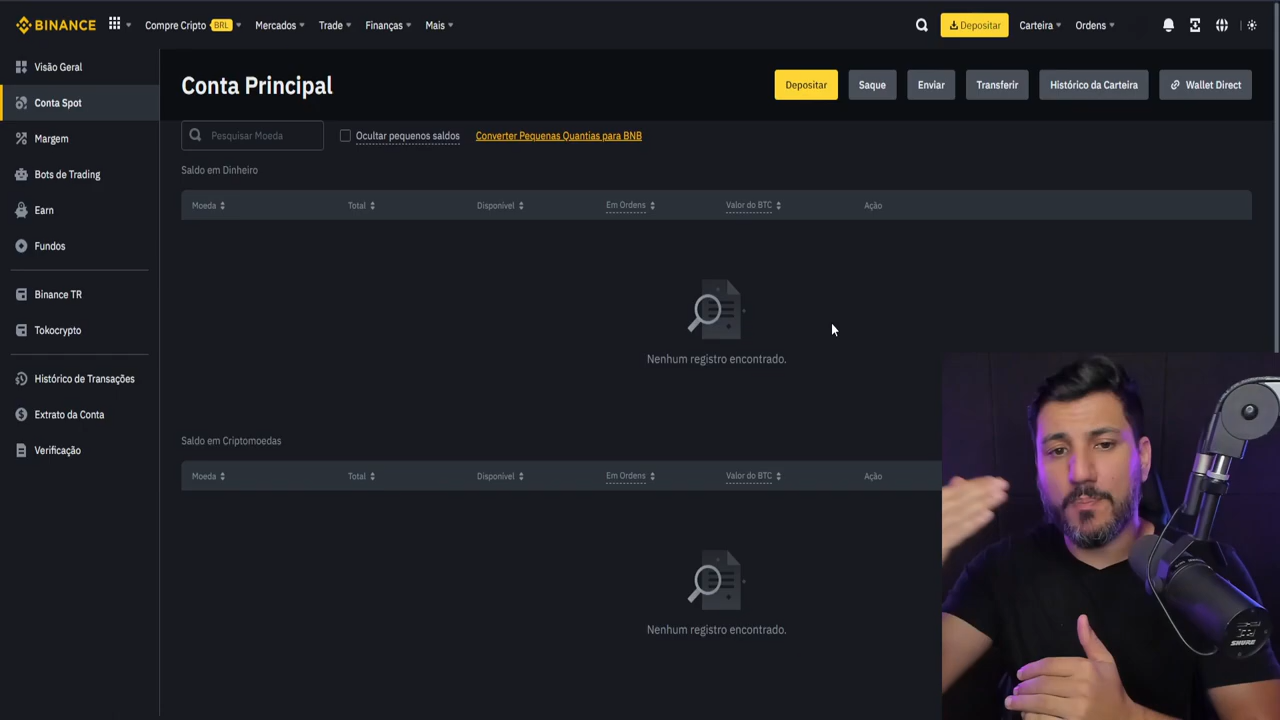 BINANCE
Compre Cripto BRL
Mercados
Trade
Finanças
Mais
Depositar
Carteira
Ordens
Visão Geral
Conta Spot
Margem
Bots de Trading
Earn
Fundos
Binance TR
Tokocrypto
Histórico de Transações
Extrato da Conta
Verificação
Conta Principal
Depositar
Saque
Enviar
Transferir
Histórico da Carteira
Wallet Direct
Pesquisar Moeda
Ocultar pequenos saldos
Converter Pequenas Quantias para BNB
Saldo em Dinheiro
Moeda
Total
Disponível
Em Ordens
Valor do BTC
Ação
Nenhum registro encontrado.
Saldo em Criptomoedas
Moeda
Total
Disponível
Em Ordens
Valor do BTC
Ação
Nenhum registro encontrado.
SHURE